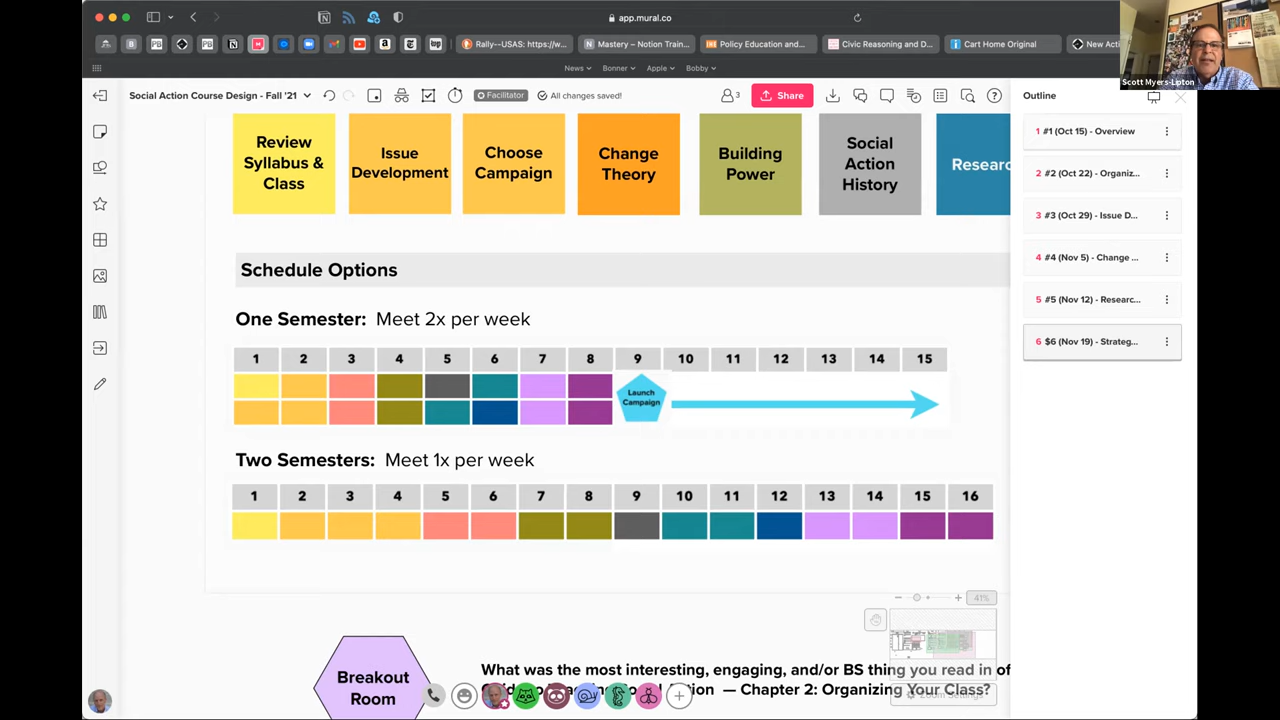 app.mural.co
Rally--USAS: https://w...
Mastery – Notion Train...
Policy Education and...
Civic Reasoning and D...
Cart Home Original
New Acti
News
Bonner
Apple
Bobby
Scott Myers-Lipton
Social Action Course Design - Fall '21
Facilitator
All changes saved!
3
Share
Outline
Review
Syllabus &
Class
Issue
Development
Choose
Campaign
Change
Theory
Building
Power
Social
Action
History
Researc
1 #1 (Oct 15) - Overview
2 #2 (Oct 22) - Organiz...
3 #3 (Oct 29) - Issue D...
4 #4 (Nov 5) - Change ...
5 #5 (Nov 12) - Researc...
6 $6 (Nov 19) - Strateg...
Schedule Options
One Semester: Meet 2x per week
1 2 3 4 5 6 7 8 9 10 11 12 13 14 15
Launch
Campaign
Two Semesters: Meet 1x per week
1 2 3 4 5 6 7 8 9 10 11 12 13 14 15 16
41%
Breakout
Room
What was the most interesting, engaging, and/or BS thing you read in of
— Chapter 2: Organizing Your Class?
Zoom Settings